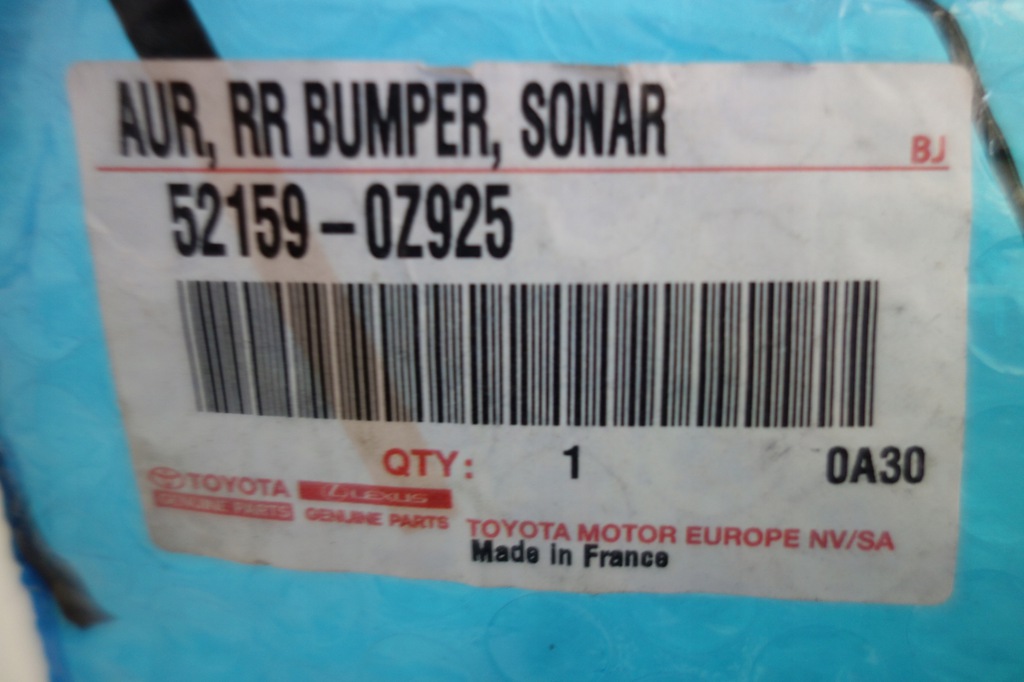 AUR, RR BUMPER, SONAR
BJ
52159-0Z925
QTY: 1 0A30
TOYOTA LEXUS
GENUINE PARTS GENUINE PARTS
TOYOTA MOTOR EUROPE NV/SA
Made in France